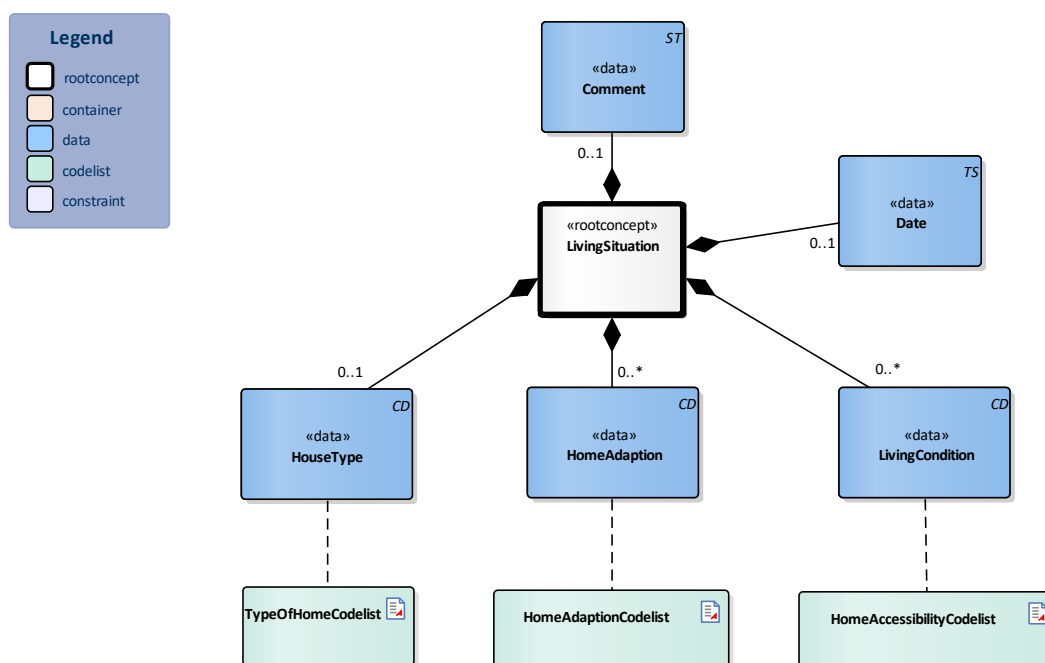 Legend
rootconcept
container
data
codelist
constraint
ST
«data»
Comment
0..1
TS
«data»
Date
0..1
«rootconcept»
LivingSituation
0..1
0..*
0..*
CD
«data»
HouseType
CD
«data»
HomeAdaption
CD
«data»
LivingCondition
TypeOfHomeCodelist
HomeAdaptionCodelist
HomeAccessibilityCodelist